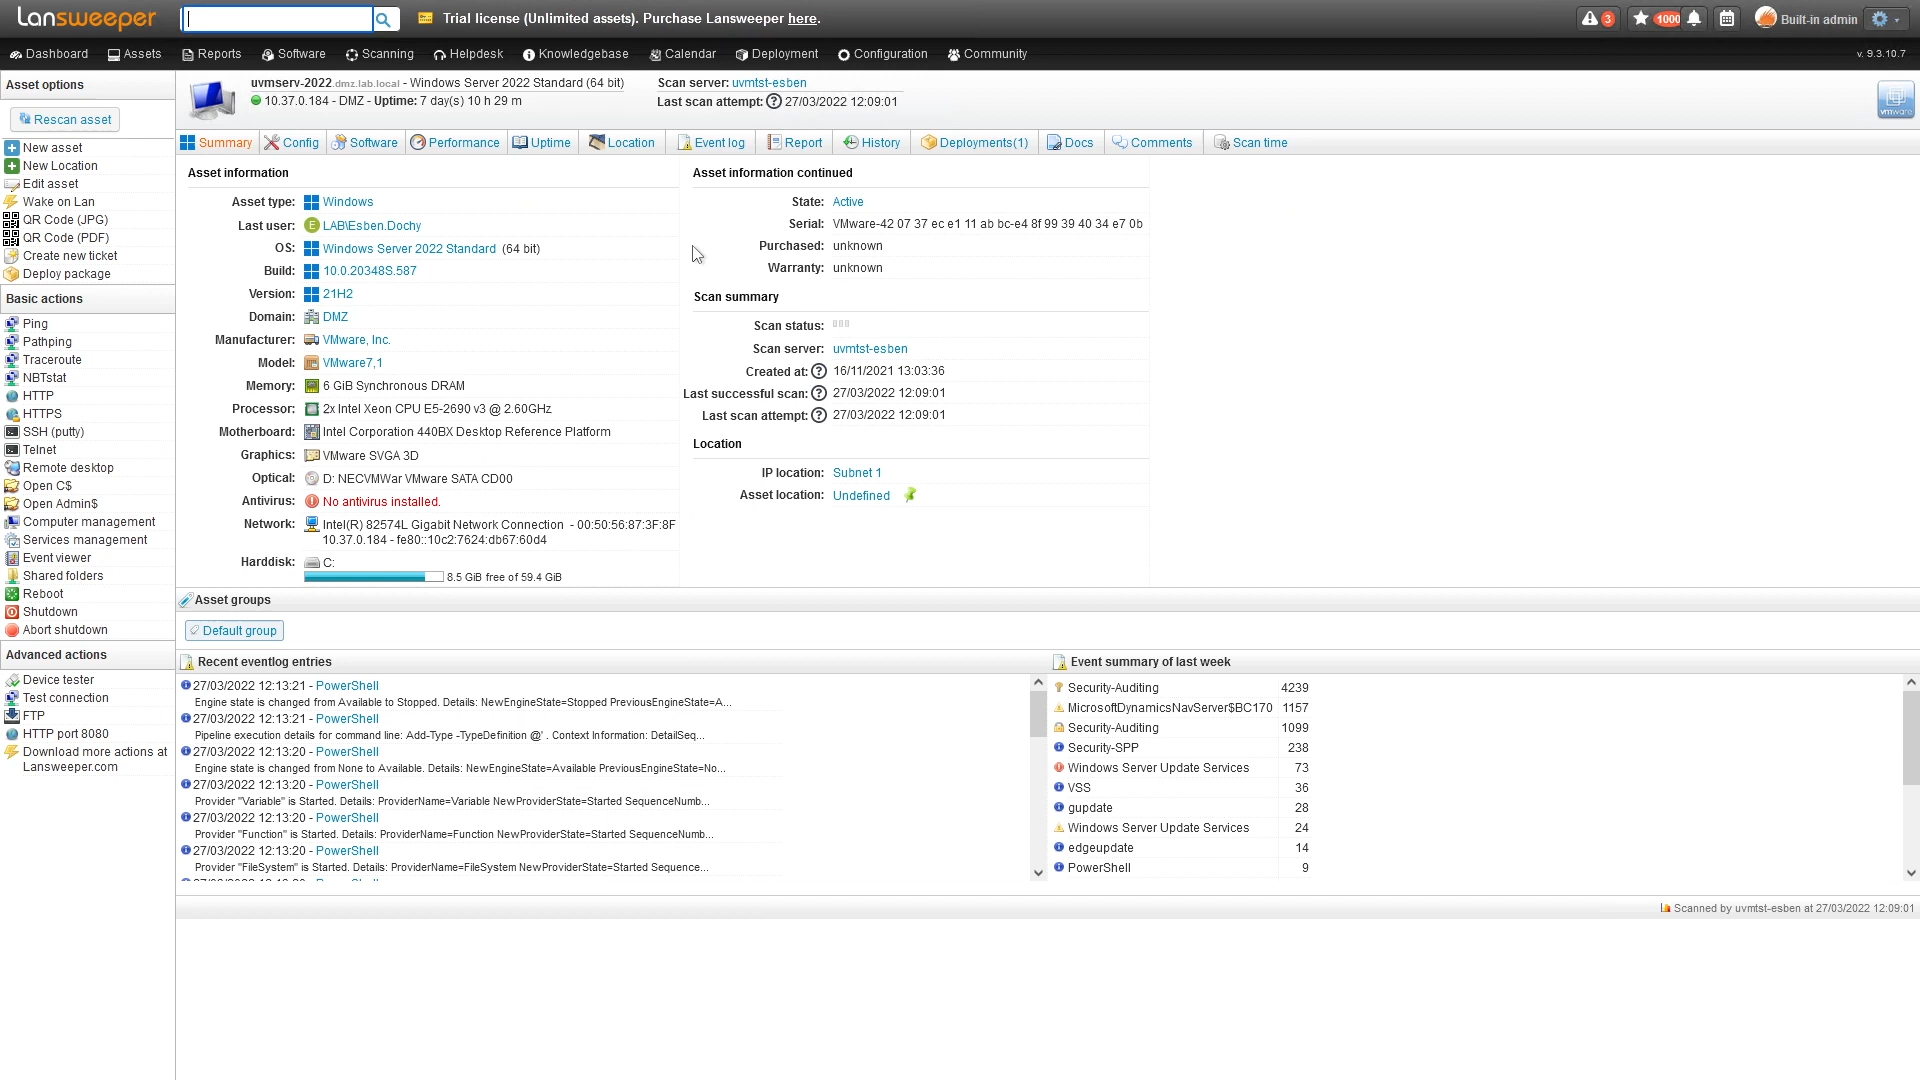 Lansweeper
Trial license (Unlimited assets). Purchase Lansweeper here.
3
1000
Built-in admin
Dashboard
Assets
Reports
Software
Scanning
Helpdesk
Knowledgebase
Calendar
Deployment
Configuration
Community
v. 9.3.10.7
Asset options
Rescan asset
New asset
New Location
Edit asset
Wake on Lan
QR Code (JPG)
QR Code (PDF)
Create new ticket
Deploy package
Basic actions
Ping
Pathping
Traceroute
NBTstat
HTTP
HTTPS
SSH (putty)
Telnet
Remote desktop
Open C$
Open Admin$
Computer management
Services management
Event viewer
Shared folders
Reboot
Shutdown
Abort shutdown
Advanced actions
Device tester
Test connection
FTP
HTTP port 8080
Download more actions at
Lansweeper.com
uvmserv-2022.dmz.lab.local - Windows Server 2022 Standard (64 bit)
10.37.0.184 - DMZ - Uptime: 7 day(s) 10 h 29 m
Scan server: uvmtst-esben
Last scan attempt: ? 27/03/2022 12:09:01
vmware
Summary
Config
Software
Performance
Uptime
Location
Event log
Report
History
Deployments(1)
Docs
Comments
Scan time
Asset information
Asset type: Windows
Last user: E LAB\Esben.Dochy
OS: Windows Server 2022 Standard (64 bit)
Build: 10.0.20348S.587
Version: 21H2
Domain: DMZ
Manufacturer: VMware, Inc.
Model: VMware7,1
Memory: 6 GiB Synchronous DRAM
Processor: 2x Intel Xeon CPU E5-2690 v3 @ 2.60GHz
Motherboard: Intel Corporation 440BX Desktop Reference Platform
Graphics: VMware SVGA 3D
Optical: D: NECVMWar VMware SATA CD00
Antivirus: No antivirus installed.
Network: Intel(R) 82574L Gigabit Network Connection - 00:50:56:87:3F:8F
10.37.0.184 - fe80::10c2:7624:db67:60d4
Harddisk: C:
8.5 GiB free of 59.4 GiB
Asset information continued
State: Active
Serial: VMware-42 07 37 ec e1 11 ab bc-e4 8f 99 39 40 34 e7 0b
Purchased: unknown
Warranty: unknown
Scan summary
Scan status:
Scan server: uvmtst-esben
Created at: ? 16/11/2021 13:03:36
Last successful scan: ? 27/03/2022 12:09:01
Last scan attempt: ? 27/03/2022 12:09:01
Location
IP location: Subnet 1
Asset location: Undefined
Asset groups
Default group
Recent eventlog entries
27/03/2022 12:13:21 - PowerShell
Engine state is changed from Available to Stopped. Details: NewEngineState=Stopped PreviousEngineState=A...
27/03/2022 12:13:21 - PowerShell
Pipeline execution details for command line: Add-Type -TypeDefinition @' . Context Information: DetailSeq...
27/03/2022 12:13:20 - PowerShell
Engine state is changed from None to Available. Details: NewEngineState=Available PreviousEngineState=No...
27/03/2022 12:13:20 - PowerShell
Provider "Variable" is Started. Details: ProviderName=Variable NewProviderState=Started SequenceNumb...
27/03/2022 12:13:20 - PowerShell
Provider "Function" is Started. Details: ProviderName=Function NewProviderState=Started SequenceNumb...
27/03/2022 12:13:20 - PowerShell
Provider "FileSystem" is Started. Details: ProviderName=FileSystem NewProviderState=Started Sequence...
Event summary of last week
Security-Auditing 4239
MicrosoftDynamicsNavServer$BC170 1157
Security-Auditing 1099
Security-SPP 238
Windows Server Update Services 73
VSS 36
gupdate 28
Windows Server Update Services 24
edgeupdate 14
PowerShell 9
Scanned by uvmtst-esben at 27/03/2022 12:09:01